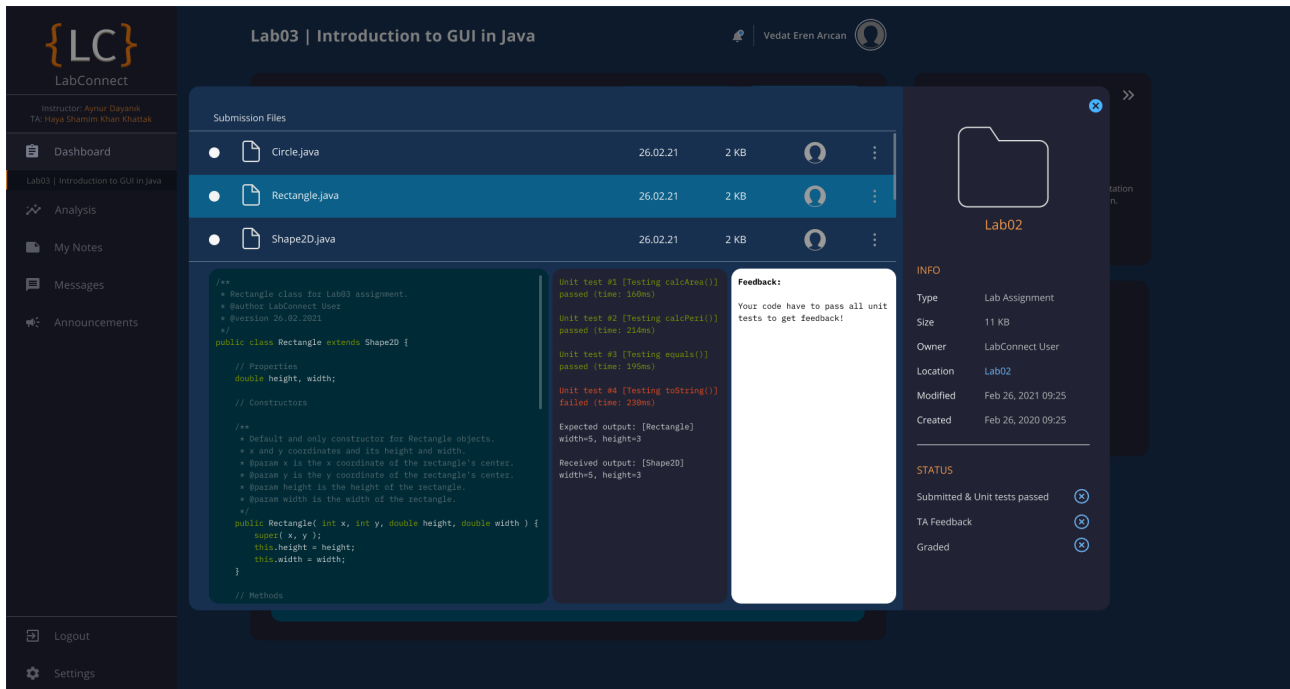 {LC}
LabConnect
Instructor: Aynur Dayanık
TA: Haya Shamim Khan Khattak
Dashboard
Lab03 | Introduction to GUI in Java
Analysis
My Notes
Messages
Announcements
Logout
Settings
Lab03 | Introduction to GUI in Java
Vedat Eren Arıcan
Submission Files
Circle.java 26.02.21 2 KB
Rectangle.java 26.02.21 2 KB
Shape2D.java 26.02.21 2 KB
/**
* Rectangle class for Lab03 assignment.
* @author LabConnect User
* @version 26.02.2021
*/
public class Rectangle extends Shape2D {
// Properties
double height, width;
// Constructors
/**
* Default and only constructor for Rectangle objects.
* x and y coordinates and its height and width.
* @param x is the x coordinate of the rectangle's center.
* @param y is the y coordinate of the rectangle's center.
* @param height is the height of the rectangle.
* @param width is the width of the rectangle.
*/
public Rectangle( int x, int y, double height, double width ) {
super( x, y );
this.height = height;
this.width = width;
}
// Methods
Unit test #1 [Testing calcArea()]
passed (time: 160ms)
Unit test #2 [Testing calcPeri()]
passed (time: 214ms)
Unit test #3 [Testing equals()]
passed (time: 195ms)
Unit test #4 [Testing toString()]
failed (time: 230ms)
Expected output: [Rectangle]
width=5, height=3
Received output: [Shape2D]
width=5, height=3
Feedback:
Your code have to pass all unit
tests to get feedback!
Lab02
INFO
Type Lab Assignment
Size 11 KB
Owner LabConnect User
Location Lab02
Modified Feb 26, 2021 09:25
Created Feb 26, 2020 09:25
STATUS
Submitted & Unit tests passed
TA Feedback
Graded
tation
n.